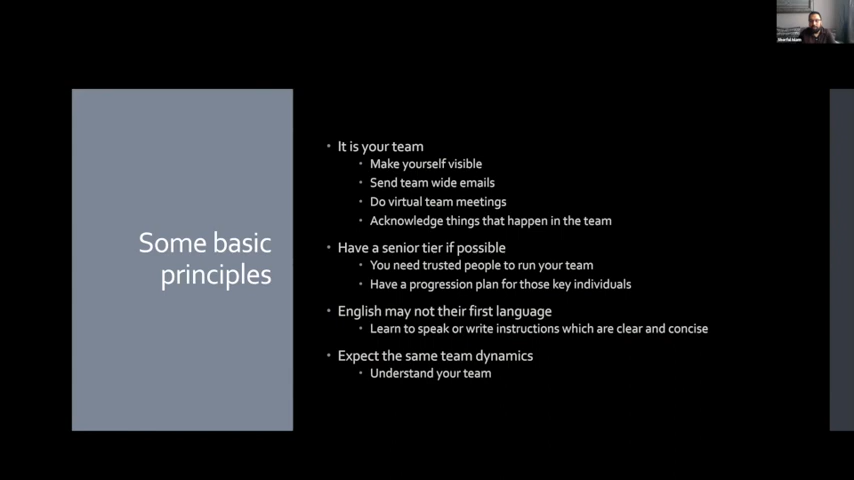 Some basic
principles
It is your team
Make yourself visible
Send team wide emails
Do virtual team meetings
Acknowledge things that happen in the team
Have a senior tier if possible
You need trusted people to run your team
Have a progression plan for those key individuals
English may not their first language
Learn to speak or write instructions which are clear and concise
Expect the same team dynamics
Understand your team